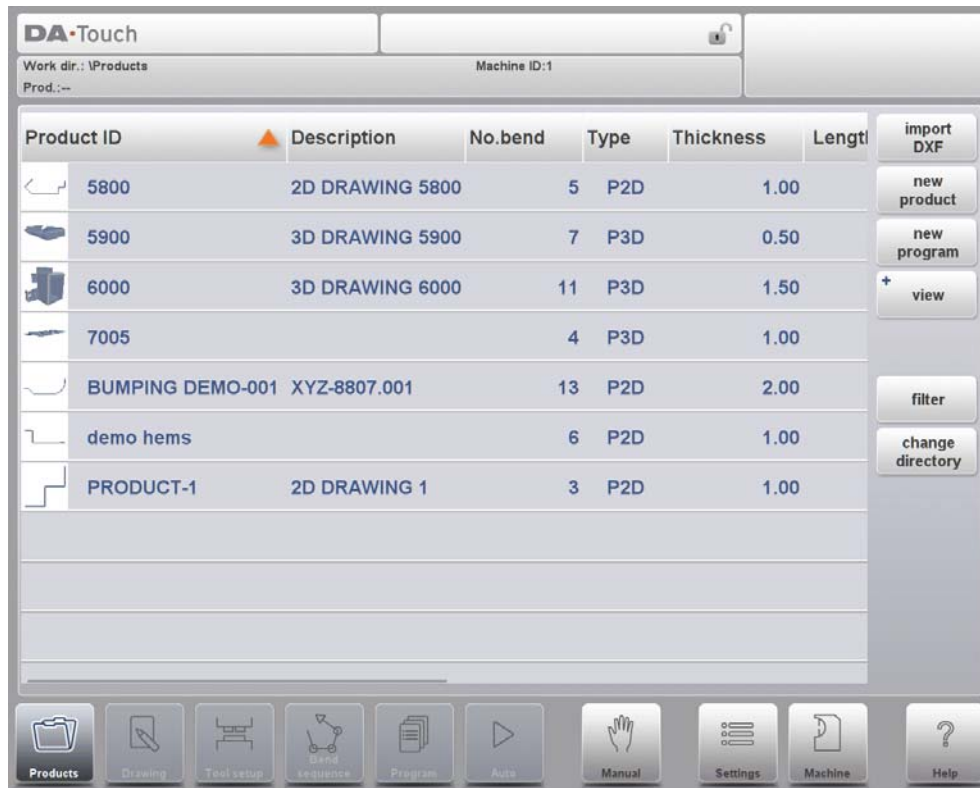 DA·Touch
Work dir.: \Products Machine ID:1
Prod.:--
Product ID Description No.bend Type Thickness Lengt
5800 2D DRAWING 5800 5 P2D 1.00
5900 3D DRAWING 5900 7 P3D 0.50
6000 3D DRAWING 6000 11 P3D 1.50
7005 4 P3D 1.00
BUMPING DEMO-001 XYZ-8807.001 13 P2D 2.00
demo hems 6 P2D 1.00
PRODUCT-1 2D DRAWING 1 3 P2D 1.00
import
DXF
new
product
new
program
+ view
filter
change
directory
Products
Drawing
Tool setup
Bend
sequence
Program
Auto
Manual
Settings
Machine
?
Help